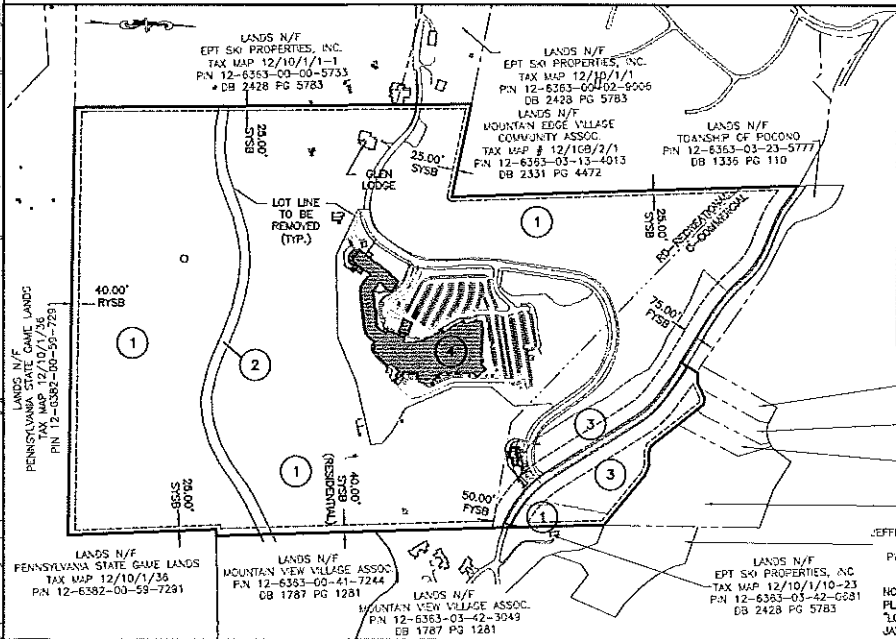 LANDS N/F
EPT SKI PROPERTIES, INC.
TAX MAP 12/10/1/1-1
PIN 12-6363-00-00-5733
DB 2428 PG 5783
LANDS N/F
EPT SKI PROPERTIES, INC.
TAX MAP 12/10/1/1
PIN 12-6363-00-02-9006
DB 2428 PG 5783
LANDS N/F
MOUNTAIN EDGE VILLAGE
COMMUNITY ASSOC.
TAX MAP # 12/10B/2/1
PIN 12-6363-03-13-4013
DB 2331 PG 4472
LANDS N/F
TOWNSHIP OF POCONO
PIN 12-6363-03-23-5777
DB 1336 PG 110
25.00'
SYSB
25.00'
SYSB
25.00'
SYSB
GLEN
LODGE
LOT LINE
TO BE
REMOVED
(TYP.)
1
RD-RECREATIONAL
C-COMMERCIAL
75.00'
FYSB
LANDS N/F
PENNSYLVANIA STATE GAME LANDS
TAX MAP 12/10/1/36
PIN 12-6382-00-59-7291
40.00'
RYSB
1
2
4
3
3
1
1
40.00'
SYSB
(RESIDENTIAL)
25.00'
SYSB
50.00'
FYSB
LANDS N/F
PENNSYLVANIA STATE GAME LANDS
TAX MAP 12/10/1/36
PIN 12-6382-00-59-7291
LANDS N/F
MOUNTAIN VIEW VILLAGE ASSOC.
PIN 12-6363-00-41-7244
DB 1787 PG 1281
LANDS N/F
MOUNTAIN VIEW VILLAGE ASSOC.
PIN 12-6363-03-42-3049
DB 1787 PG 1281
LANDS N/F
EPT SKI PROPERTIES, INC
TAX MAP 12/10/1/10-23
PIN 12-6363-03-42-0681
DB 2428 PG 5783
JEFF
NO